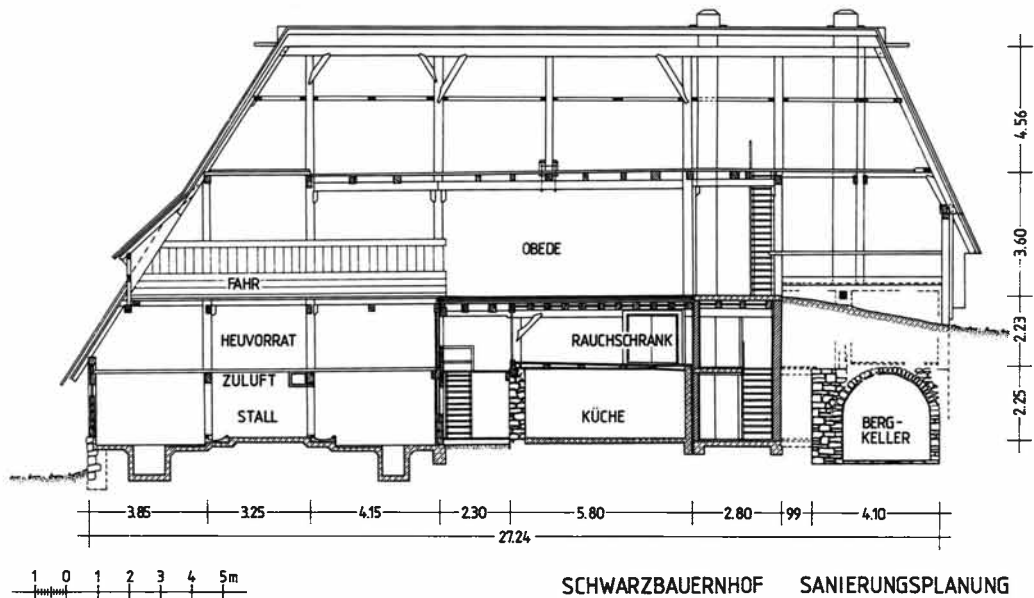 4.56
OBEDE
3.60
FAHR
HEUVORRAT
RAUCHSCHRANK
2.23
ZULUFT
STALL
KÜCHE
BERG-
KELLER
2.25
3.85 3.25 4.15 2.30 5.80 2.80 99 4.10
27.24
1 0 1 2 3 4 5m
SCHWARZBAUERNHOF SANIERUNGSPLANUNG